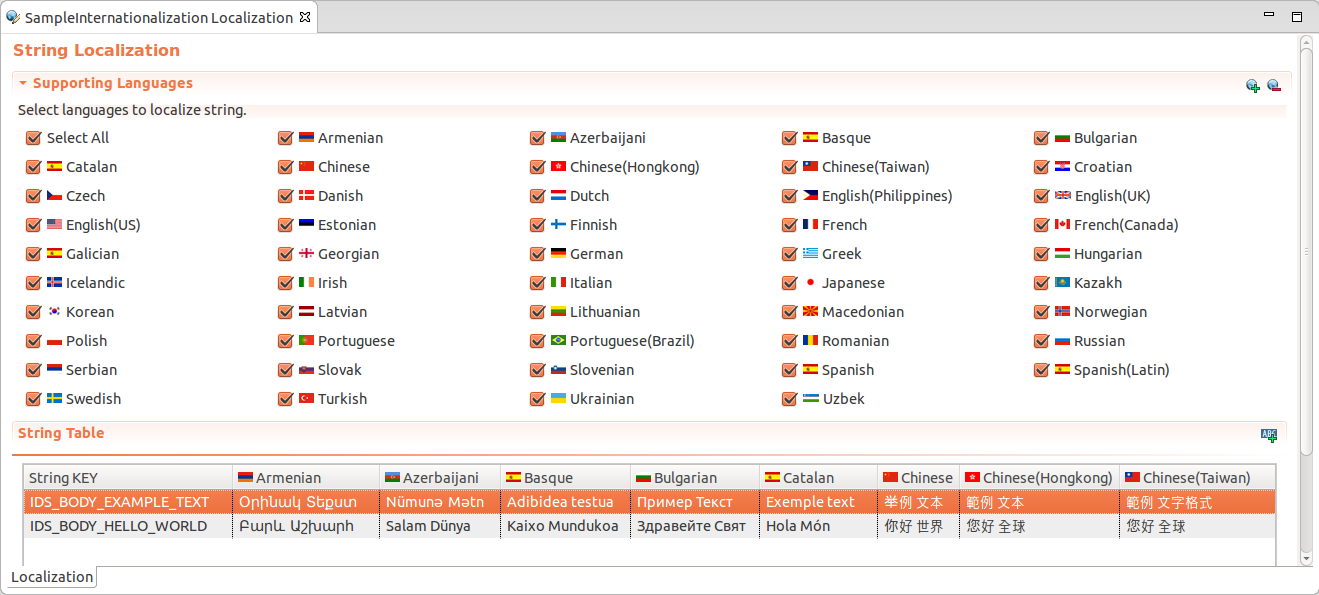 SampleInternationalization Localization
String Localization
Supporting Languages
Select languages to localize string.
Select All Armenian Azerbaijani Basque Bulgarian
Catalan Chinese Chinese(Hongkong) Chinese(Taiwan) Croatian
Czech Danish Dutch English(Philippines) English(UK)
English(US) Estonian Finnish French French(Canada)
Galician Georgian German Greek Hungarian
Icelandic Irish Italian Japanese Kazakh
Korean Latvian Lithuanian Macedonian Norwegian
Polish Portuguese Portuguese(Brazil) Romanian Russian
Serbian Slovak Slovenian Spanish Spanish(Latin)
Swedish Turkish Ukrainian Uzbek
String Table
String KEY Armenian Azerbaijani Basque Bulgarian Catalan Chinese Chinese(Hongkong) Chinese(Taiwan)
IDS_BODY_EXAMPLE_TEXT Օրինակ Տեքստ Nümunə Mətn Adibidea testua Пример Текст Exemple text 举例 文本 範例 文本 範例 文字格式
IDS_BODY_HELLO_WORLD Բարև Աշխարհ Salam Dünya Kaixo Mundukoa Здравейте Свят Hola Món 你好 世界 您好 全球 您好 全球
Localization